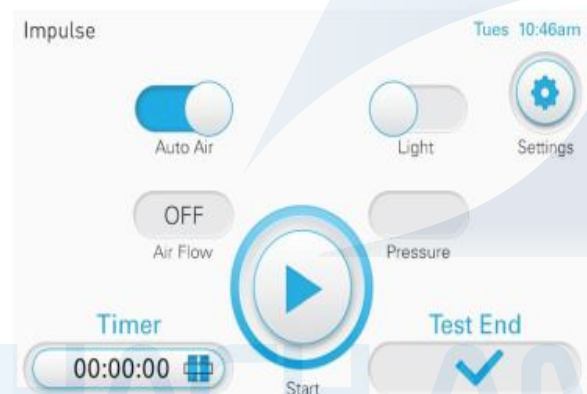 Impulse
Tues 10:46am
Auto Air
Light
Settings
OFF
Air Flow
Pressure
Timer
Test End
00:00:00
Start